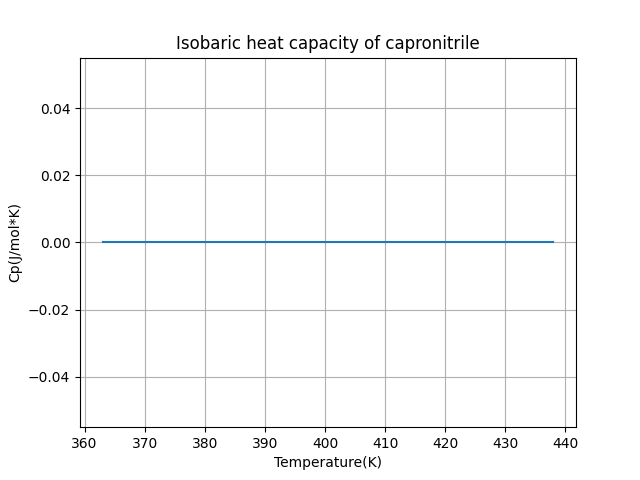 Isobaric heat capacity of capronitrile
Cp(J/mol*K)
0.04
0.02
0.00
−0.02
−0.04
360 370 380 390 400 410 420 430 440
Temperature(K)